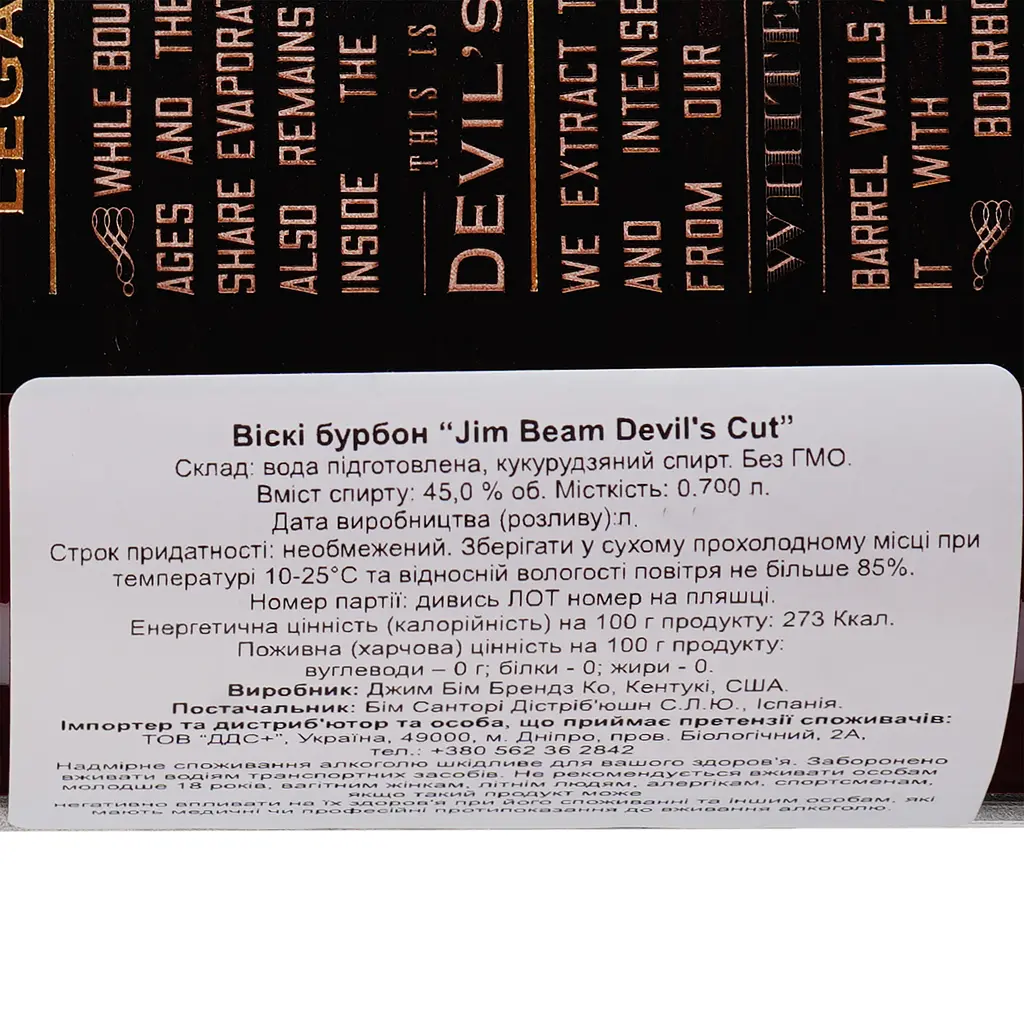 LEGA
WHILE BOU
AGES AND THE
SHARE EVAPORAT
ALSO REMAINS
INSIDE THE
THIS IS
DEVIL'S
WE EXTRACT T
AND INTENSE
FROM OUR
WHITE
BARREL WALLS
IT WITH E
BOURBO
Віскі бурбон “Jim Beam Devil's Cut”
Склад: вода підготовлена, кукурудзяний спирт. Без ГМО.
Вміст спирту: 45,0 % об. Місткість: 0.700 л.
Дата виробництва (розливу):л.
Строк придатності: необмежений. Зберігати у сухому прохолодному місці при
температурі 10-25°C та відносній вологості повітря не більше 85%.
Номер партії: дивись ЛОТ номер на пляшці.
Енергетична цінність (калорійність) на 100 г продукту: 273 Ккал.
Поживна (харчова) цінність на 100 г продукту:
вуглеводи – 0 г; білки - 0; жири - 0.
Виробник: Джим Бім Брендз Ко, Кентукі, США.
Постачальник: Бім Санторі Дістріб'юшн С.Л.Ю., Іспанія.
Імпортер та дистриб'ютор та особа, що приймає претензії споживачів:
ТОВ “ДДС+”, Україна, 49000, м. Дніпро, пров. Біологічний, 2А,
тел.: +380 562 36 2842
Надмірне споживання алкоголю шкідливе для вашого здоров'я. Заборонено
вживати водіям транспортних засобів. Не рекомендується вживати особам
молодше 18 років, вагітним жінкам, літнім людям, алергікам, спортсменам,
якщо такий продукт може
негативно впливати на їх здоров'я при його споживанні та іншим особам, які
мають медичні чи професійні протипоказання до вживання алкоголю.